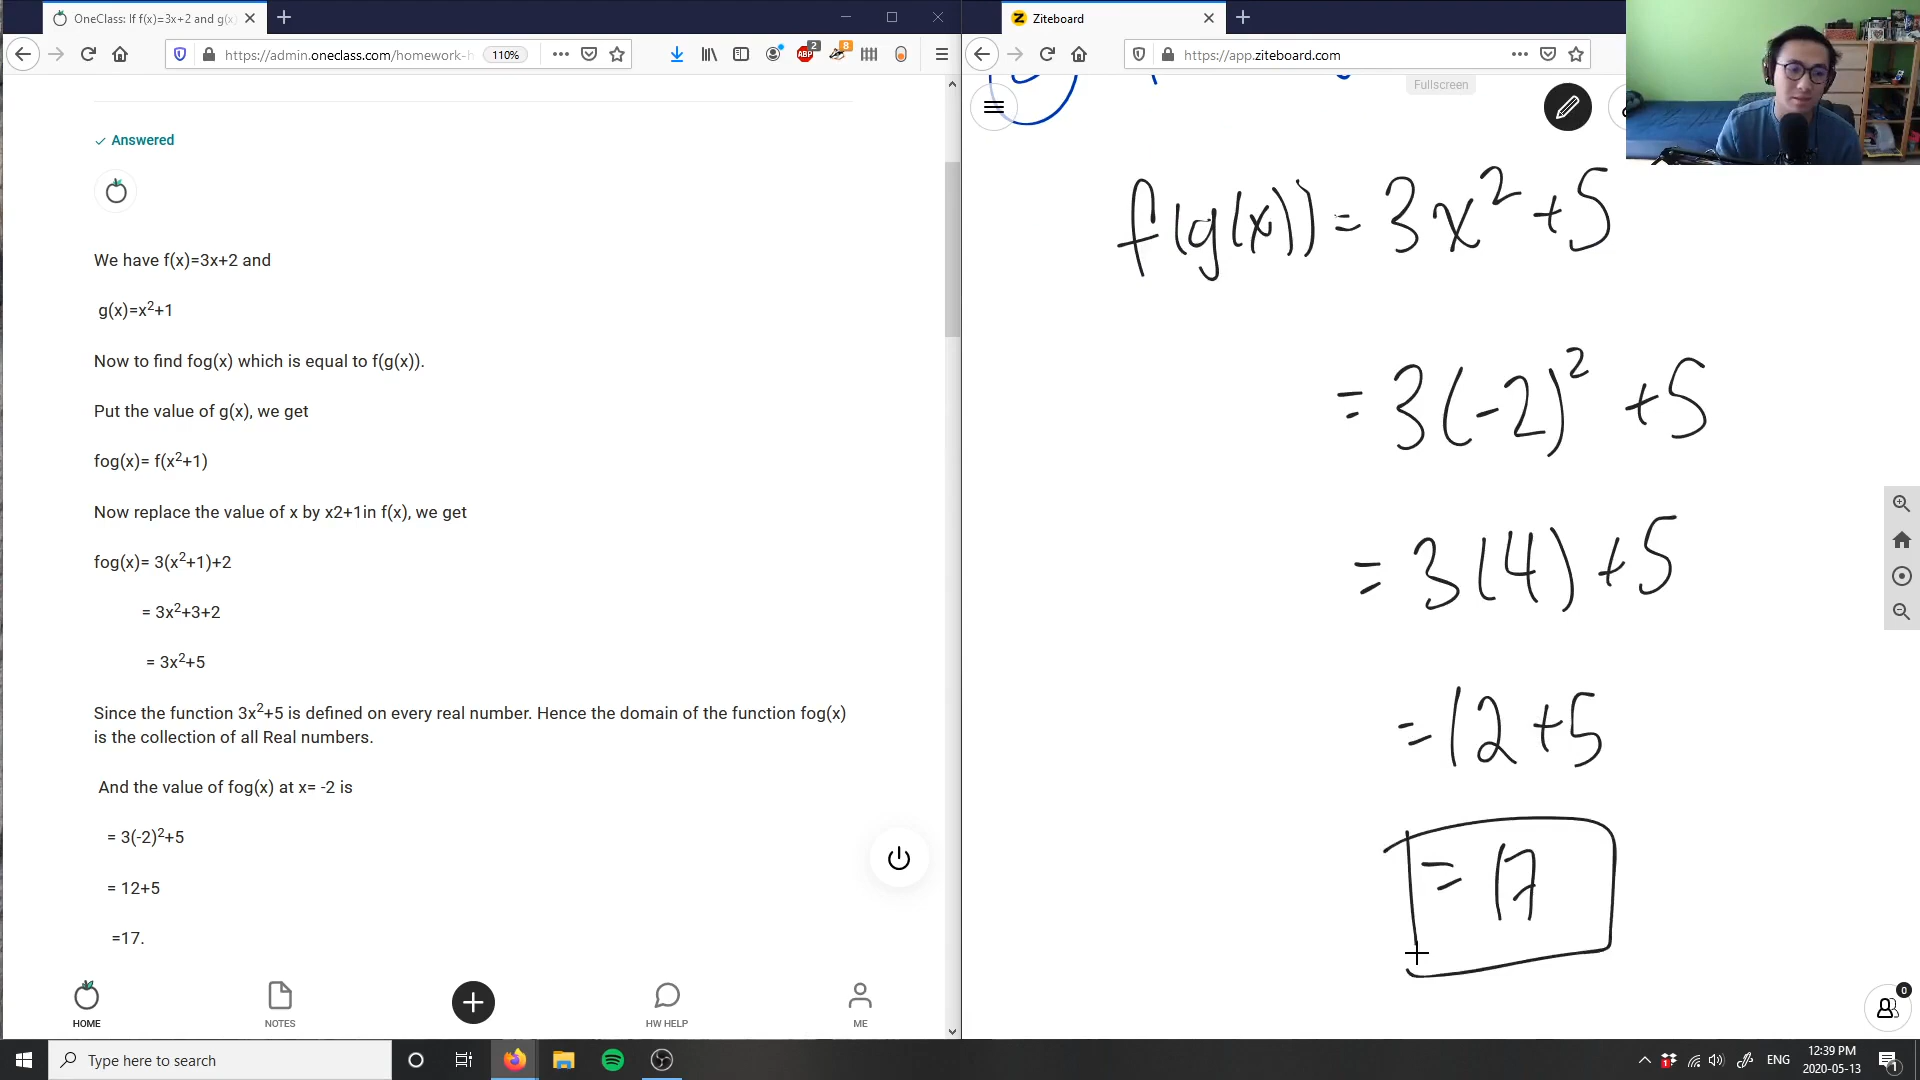 OneClass: If f(x)=3x+2 and g(x)
https://admin.oneclass.com/homework-h
110%
2
8
Answered
We have f(x)=3x+2 and
g(x)=x²+1
Now to find fog(x) which is equal to f(g(x)).
Put the value of g(x), we get
fog(x)= f(x²+1)
Now replace the value of x by x2+1in f(x), we get
fog(x)= 3(x²+1)+2
= 3x²+3+2
= 3x²+5
Since the function 3x²+5 is defined on every real number. Hence the domain of the function fog(x)
is the collection of all Real numbers.
And the value of fog(x) at x= -2 is
= 3(-2)²+5
= 12+5
=17.
HOME
NOTES
HW HELP
ME
Ziteboard
https://app.ziteboard.com
Fullscreen
f(g(x)) = 3x²+5
= 3(-2)² +5
= 3(4) +5
= 12 +5
= 17
0
Type here to search
ENG
12:39 PM
2020-05-13
1